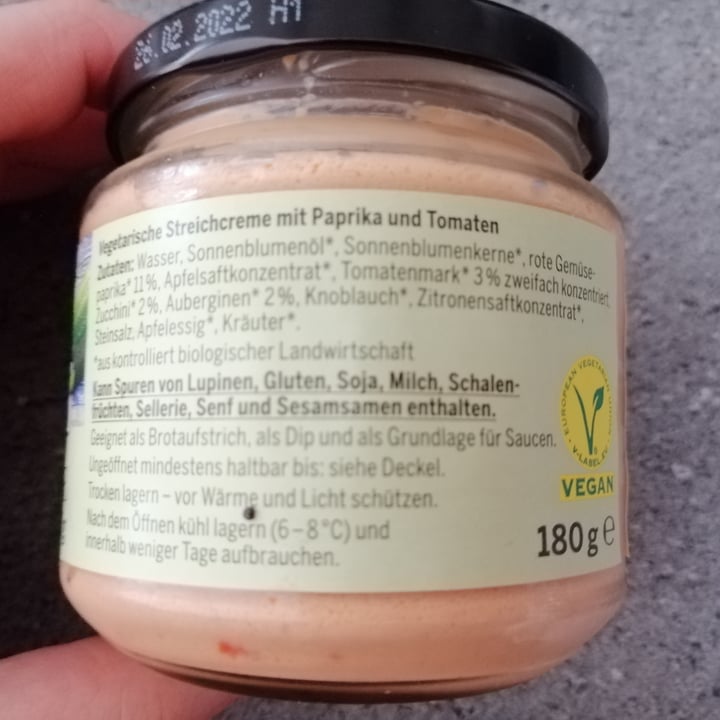 .02.2022 H1
Vegetarische Streichcreme mit Paprika und Tomaten
Zutaten: Wasser, Sonnenblumenöl*, Sonnenblumenkerne*, rote Gemüse-
paprika* 11%, Apfelsaftkonzentrat*, Tomatenmark* 3% zweifach konzentriert,
Zucchini* 2%, Auberginen* 2%, Knoblauch*, Zitronensaftkonzentrat*,
Steinsalz, Apfelessig*, Kräuter*.
*aus kontrolliert biologischer Landwirtschaft
Kann Spuren von Lupinen, Gluten, Soja, Milch, Schalen-
früchten, Sellerie, Senf und Sesamsamen enthalten.
Geeignet als Brotaufstrich, als Dip und als Grundlage für Saucen.
Ungeöffnet mindestens haltbar bis: siehe Deckel.
Trocken lagern – vor Wärme und Licht schützen.
Nach dem Öffnen kühl lagern (6–8°C) und
innerhalb weniger Tage aufbrauchen.
EUROPEAN VEGETARIAN
V-LABEL.EU
VEGAN
180 g e